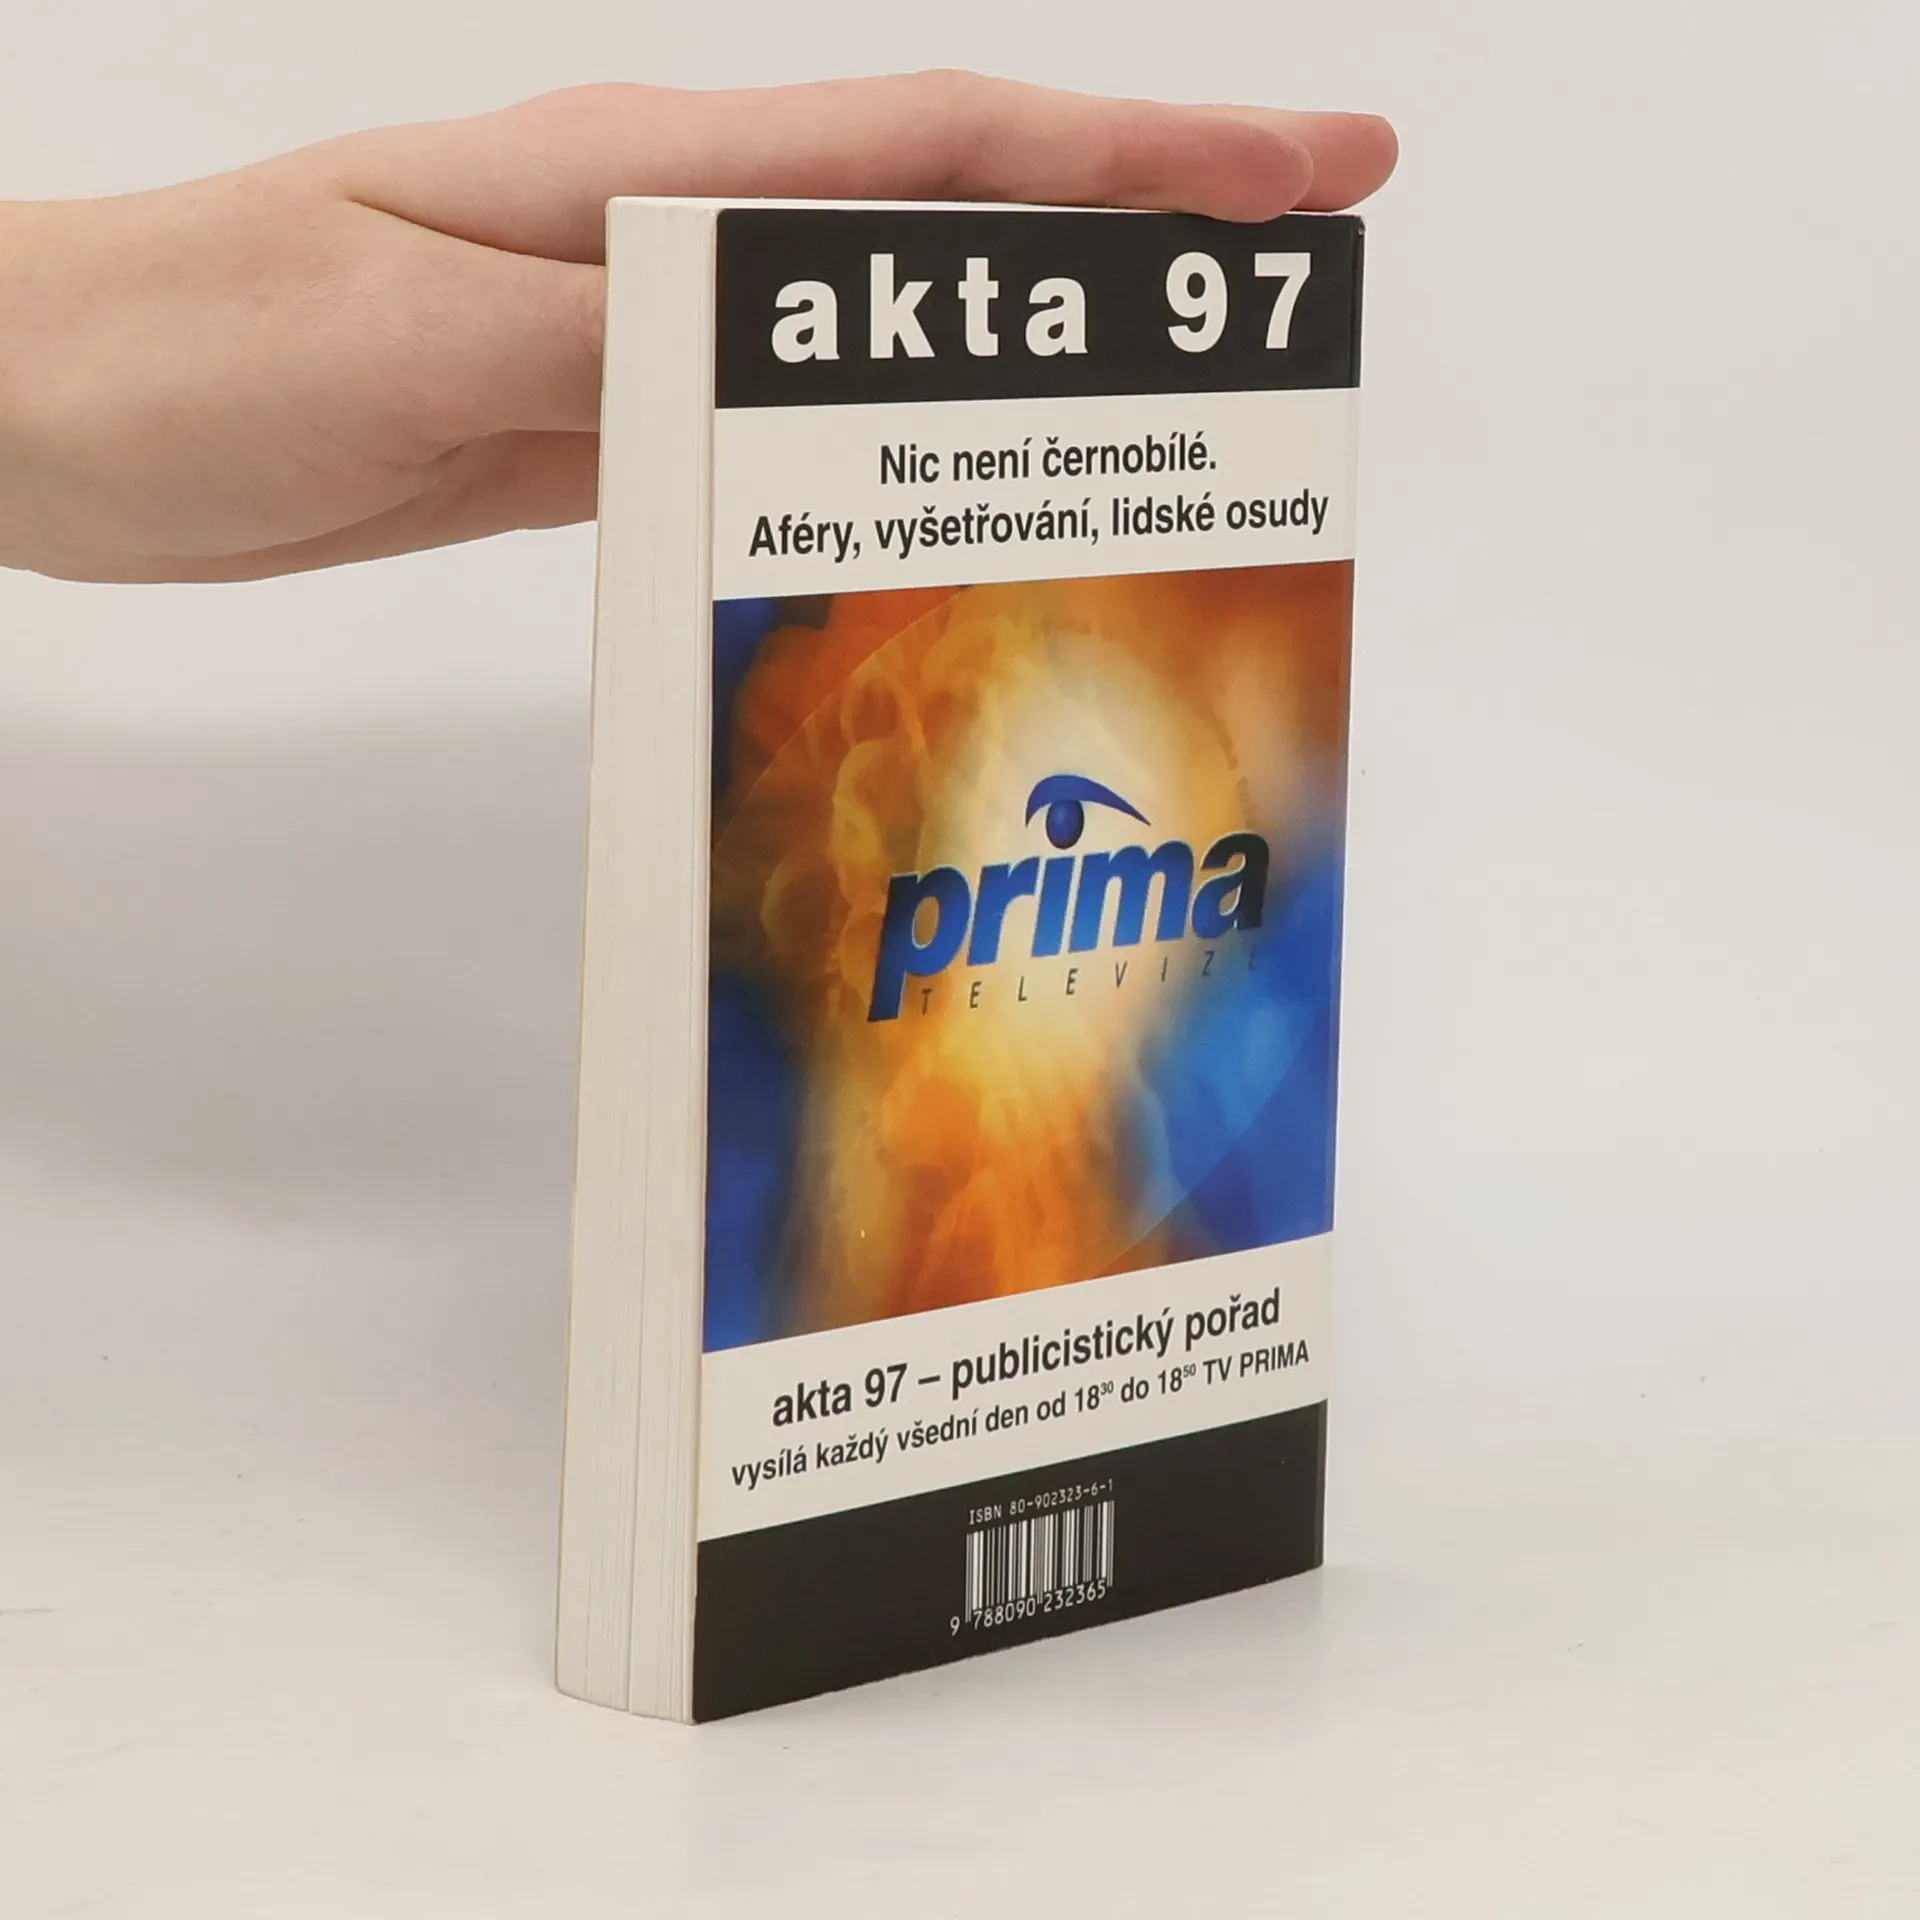 akta 97
Nic není černobílé.
Aféry, vyšetřování, lidské osudy
prima
TELEVIZE
akta 97 – publicistický pořad
vysílá každý všední den od 18³⁰ do 18⁵⁰ TV PRIMA
ISBN 80-902323-6-1
9 788090 232365